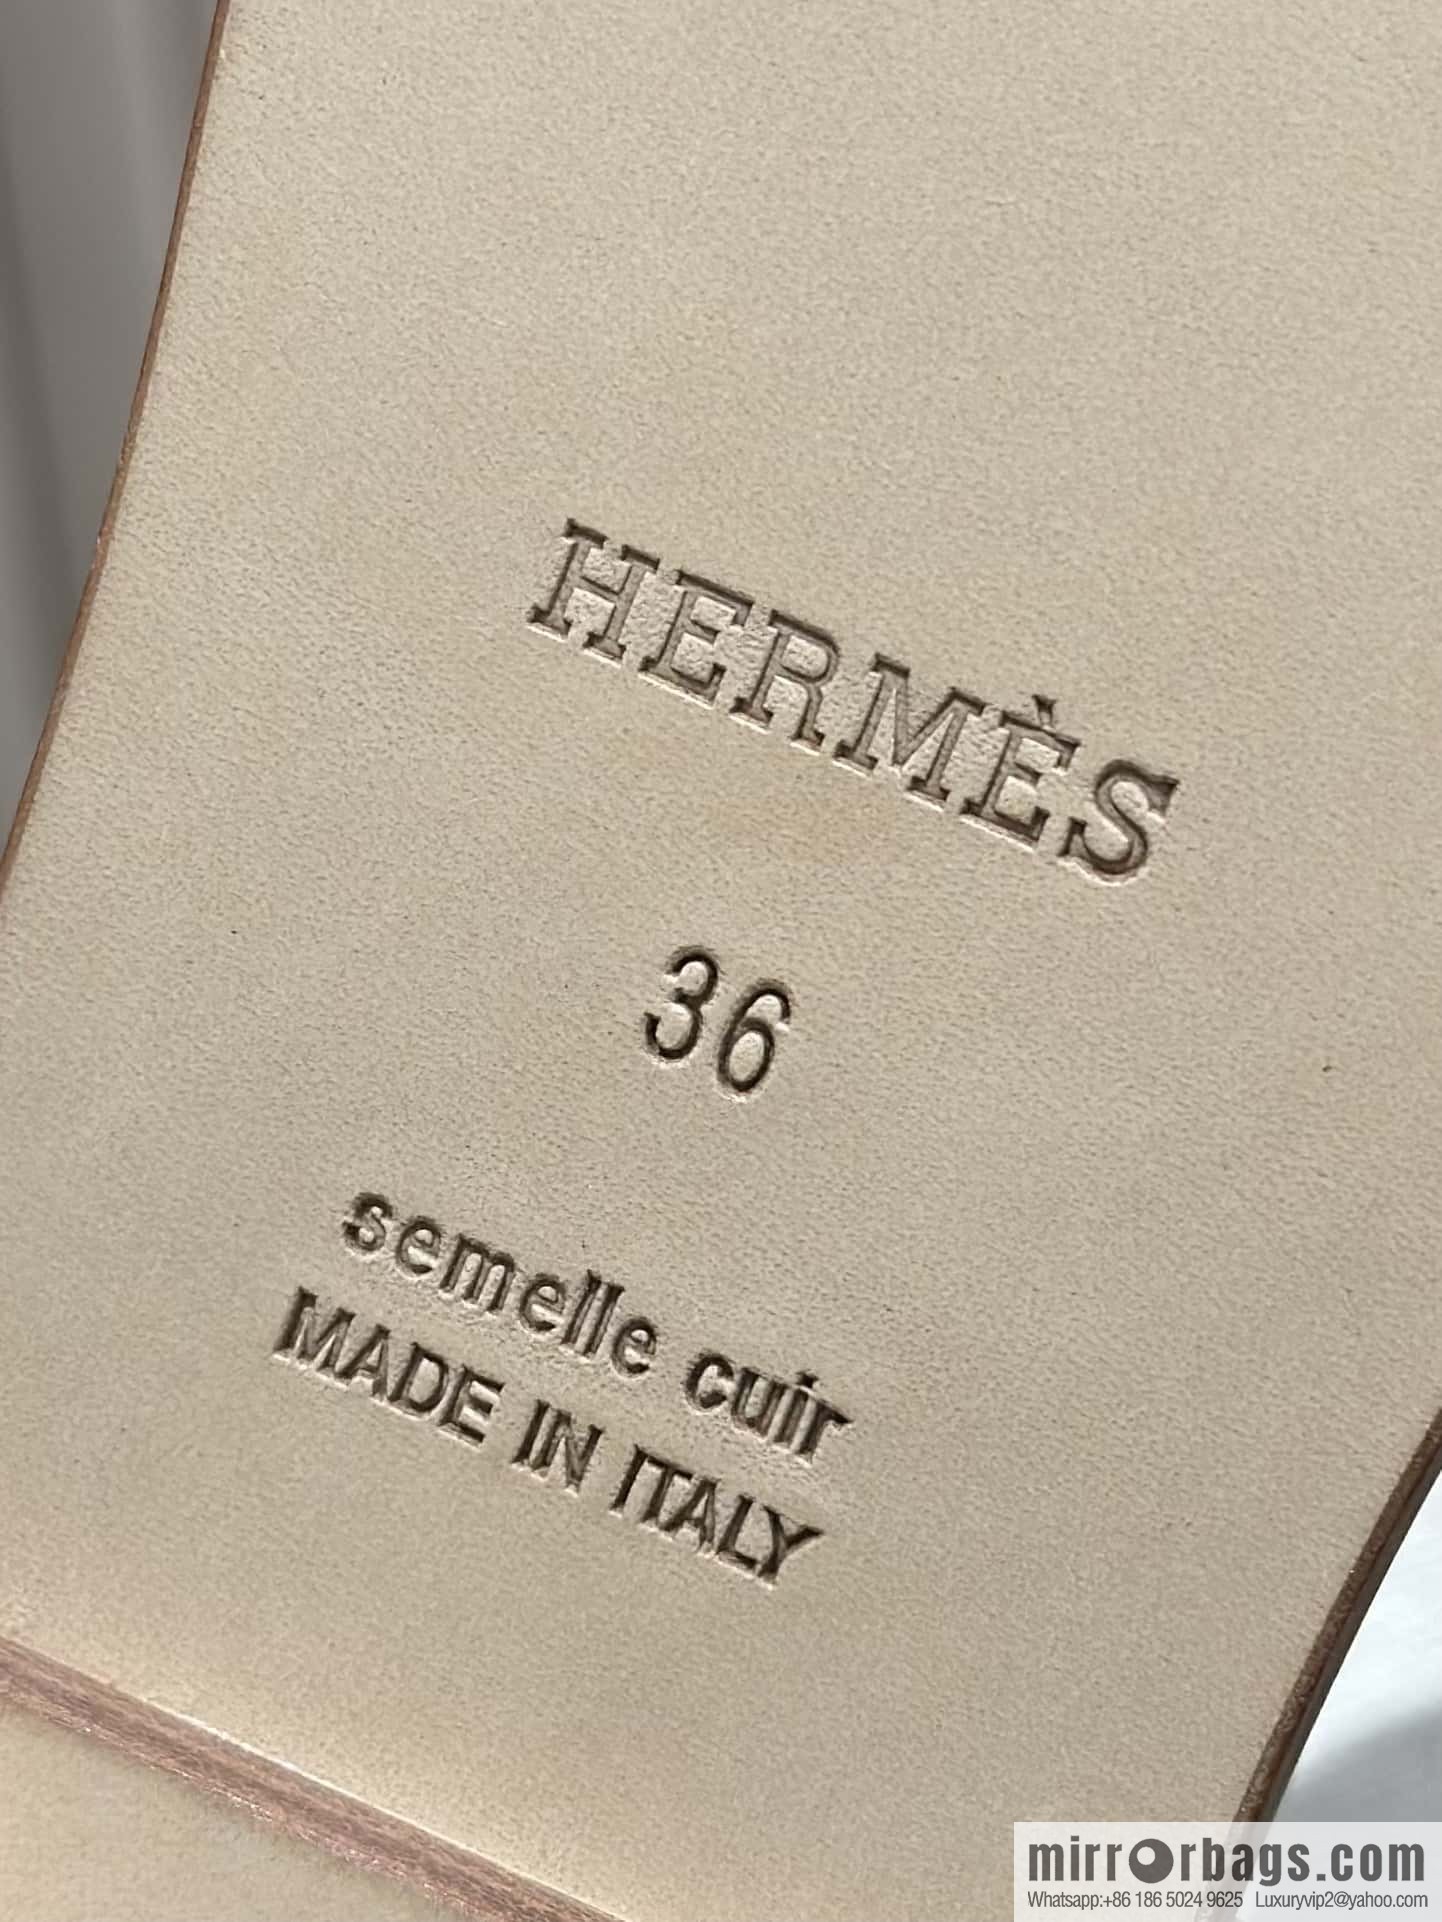 HERMÈS
36
semelle cuir
MADE IN ITALY
mirrorbags.com
Whatsapp:+86 186 5024 9625 Luxuryvip2@yahoo.com